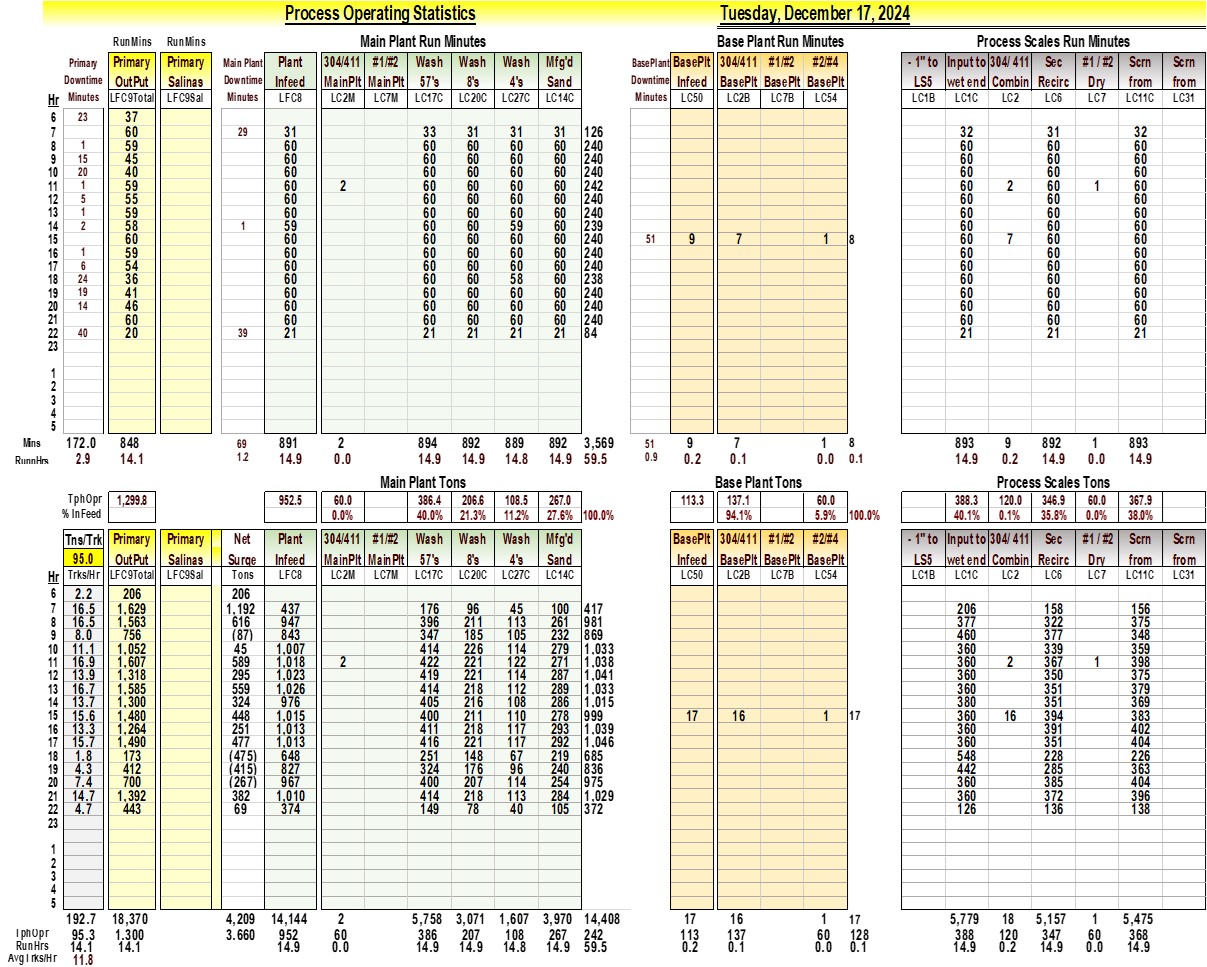 Process Operating Statistics Tuesday, December 17, 2024
RunMins RunMins Main Plant Run Minutes Base Plant Run Minutes Process Scales Run Minutes
Primary Primary Primary Main Plant Plant 304/411 #1/#2 Wash Wash Wash Mfg'd BasePlant BasePlt 304/411 #1/#2 #2/#4 - 1" to Input to 304/ 411 Sec #1 / #2 Scrn Scrn
Downtime OutPut Salinas Downtime Infeed MainPlt MainPlt 57's 8's 4's Sand Downtime Infeed BasePlt BasePlt BasePlt LS5 wet end Combin Recirc Dry from from
Hr Minutes LFC9Total LFC9Sal Minutes LFC8 LC2M LC7M LC17C LC20C LC27C LC14C Minutes LC50 LC2B LC7B LC54 LC1B LC1C LC2 LC6 LC7 LC11C LC31
6 23 37
7 60 29 31 33 31 31 31 126 32 31 32
8 1 59 60 60 60 60 60 240 60 60 60
9 15 45 60 60 60 60 60 240 60 60 60
10 20 40 60 60 60 60 60 240 60 60 60
11 1 59 60 2 60 60 60 60 242 60 2 60 1 60
12 5 55 60 60 60 60 60 240 60 60 60
13 1 59 60 60 60 60 60 240 60 60 60
14 2 58 1 59 60 60 59 60 239 60 60 60
15 60 60 60 60 60 60 240 51 9 7 1 8 60 7 60 60
16 1 59 60 60 60 60 60 240 60 60 60
17 6 54 60 60 60 60 60 240 60 60 60
18 24 36 60 60 60 58 60 238 60 60 60
19 19 41 60 60 60 60 60 240 60 60 60
20 14 46 60 60 60 60 60 240 60 60 60
21 60 60 60 60 60 60 240 60 60 60
22 40 20 39 21 21 21 21 21 84 21 21 21
23
1
2
3
4
5
Mins 172.0 848 69 891 2 894 892 889 892 3,569 51 9 7 1 8 893 9 892 1 893
RunnHrs 2.9 14.1 1.2 14.9 0.0 14.9 14.9 14.8 14.9 59.5 0.9 0.2 0.1 0.0 0.1 14.9 0.2 14.9 0.0 14.9
Main Plant Tons Base Plant Tons Process Scales Tons
TphOpr 1,299.8 952.5 60.0 386.4 206.6 108.5 267.0 113.3 137.1 60.0 388.3 120.0 346.9 60.0 367.9
% InFeed 0.0% 40.0% 21.3% 11.2% 27.6% 100.0% 94.1% 5.9% 100.0% 40.1% 0.1% 35.8% 0.0% 38.0%
Tns/Trk Primary Primary Net Plant 304/411 #1/#2 Wash Wash Wash Mfg'd BasePlt 304/411 #1/#2 #2/#4 - 1" to Input to 304/ 411 Sec #1 / #2 Scrn Scrn
95.0 OutPut Salinas Surge Infeed MainPlt MainPlt 57's 8's 4's Sand Infeed BasePlt BasePlt BasePlt LS5 wet end Combin Recirc Dry from from
Hr Trks/Hr LFC9Total LFC9Sal Tons LFC8 LC2M LC7M LC17C LC20C LC27C LC14C LC50 LC2B LC7B LC54 LC1B LC1C LC2 LC6 LC7 LC11C LC31
6 2.2 206 206
7 16.5 1,629 1,192 437 176 96 45 100 417 206 158 156
8 16.5 1,563 616 947 396 211 113 261 981 377 322 375
9 8.0 756 (87) 843 347 185 105 232 869 460 377 348
10 11.1 1,052 45 1,007 414 226 114 279 1,033 360 339 359
11 16.9 1,607 589 1,018 2 422 221 122 271 1,038 360 2 367 1 398
12 13.9 1,318 295 1,023 419 221 114 287 1,041 360 350 375
13 16.7 1,585 559 1,026 414 218 112 289 1,033 360 351 379
14 13.7 1,300 324 976 405 216 108 286 1,015 380 351 369
15 15.6 1,480 448 1,015 400 211 110 278 999 17 16 1 17 360 16 394 383
16 13.3 1,264 251 1,013 411 218 117 293 1,039 360 391 402
17 15.7 1,490 477 1,013 416 221 117 292 1,046 360 351 404
18 1.8 173 (475) 648 251 148 67 219 685 548 228 226
19 4.3 412 (415) 827 324 176 96 240 836 442 285 363
20 7.4 700 (267) 967 400 207 114 254 975 360 385 404
21 14.7 1,392 382 1,010 414 218 113 284 1,029 360 372 396
22 4.7 443 69 374 149 78 40 105 372 126 136 138
23
1
2
3
4
5
192.7 18,370 4,209 14,144 2 5,758 3,071 1,607 3,970 14,408 17 16 1 17 5,779 18 5,157 1 5,475
TphOpr 95.3 1,300 3,660 952 60 386 207 108 267 242 113 137 60 128 388 120 347 60 368
RunHrs 14.1 14.1 14.9 0.0 14.9 14.9 14.8 14.9 59.5 0.2 0.1 0.0 0.1 14.9 0.2 14.9 0.0 14.9
AvgTrks/Hr 11.8